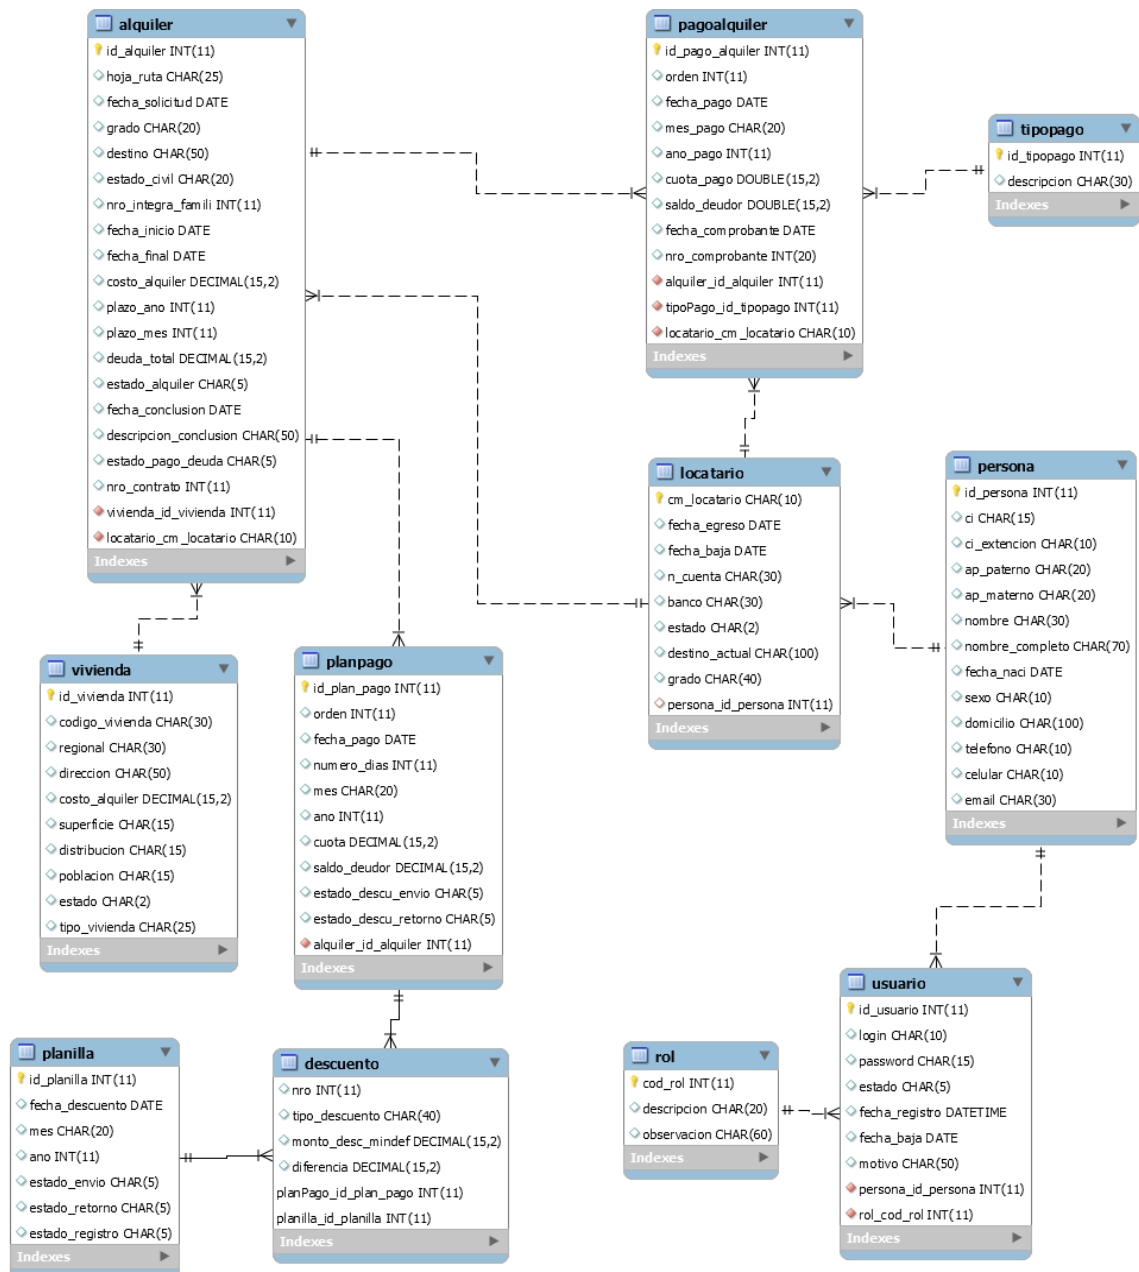 alquiler
id_alquiler INT(11)
hoja_ruta CHAR(25)
fecha_solicitud DATE
grado CHAR(20)
destino CHAR(50)
estado_civil CHAR(20)
nro_integra_famili INT(11)
fecha_inicio DATE
fecha_final DATE
costo_alquiler DECIMAL(15,2)
plazo_ano INT(11)
plazo_mes INT(11)
deuda_total DECIMAL(15,2)
estado_alquiler CHAR(5)
fecha_conclusion DATE
descripcion_conclusion CHAR(50)
estado_pago_deuda CHAR(5)
nro_contrato INT(11)
vivienda_id_vivienda INT(11)
locatario_cm_locatario CHAR(10)
Indexes
pagoalquiler
id_pago_alquiler INT(11)
orden INT(11)
fecha_pago DATE
mes_pago CHAR(20)
ano_pago INT(11)
cuota_pago DOUBLE(15,2)
saldo_deudor DOUBLE(15,2)
fecha_comprobante DATE
nro_comprobante INT(20)
alquiler_id_alquiler INT(11)
tipoPago_id_tipopago INT(11)
locatario_cm_locatario CHAR(10)
Indexes
tipopago
id_tipopago INT(11)
descripcion CHAR(30)
Indexes
locatario
cm_locatario CHAR(10)
fecha_egreso DATE
fecha_baja DATE
n_cuenta CHAR(30)
banco CHAR(30)
estado CHAR(2)
destino_actual CHAR(100)
grado CHAR(40)
persona_id_persona INT(11)
Indexes
persona
id_persona INT(11)
ci CHAR(15)
ci_extencion CHAR(10)
ap_paterno CHAR(20)
ap_materno CHAR(20)
nombre CHAR(30)
nombre_completo CHAR(70)
fecha_naci DATE
sexo CHAR(10)
domicilio CHAR(100)
telefono CHAR(10)
celular CHAR(10)
email CHAR(30)
Indexes
vivienda
id_vivienda INT(11)
codigo_vivienda CHAR(30)
regional CHAR(30)
direccion CHAR(50)
costo_alquiler DECIMAL(15,2)
superficie CHAR(15)
distribucion CHAR(15)
poblacion CHAR(15)
estado CHAR(2)
tipo_vivienda CHAR(25)
Indexes
planpago
id_plan_pago INT(11)
orden INT(11)
fecha_pago DATE
numero_dias INT(11)
mes CHAR(20)
ano INT(11)
cuota DECIMAL(15,2)
saldo_deudor DECIMAL(15,2)
estado_descu_envio CHAR(5)
estado_descu_retorno CHAR(5)
alquiler_id_alquiler INT(11)
Indexes
planilla
id_planilla INT(11)
fecha_descuento DATE
mes CHAR(20)
ano INT(11)
estado_envio CHAR(5)
estado_retorno CHAR(5)
estado_registro CHAR(5)
Indexes
descuento
nro INT(11)
tipo_descuento CHAR(40)
monto_desc_mindef DECIMAL(15,2)
diferencia DECIMAL(15,2)
planPago_id_plan_pago INT(11)
planilla_id_planilla INT(11)
Indexes
rol
cod_rol INT(11)
descripcion CHAR(20)
observacion CHAR(60)
Indexes
usuario
id_usuario INT(11)
login CHAR(10)
password CHAR(15)
estado CHAR(5)
fecha_registro DATETIME
fecha_baja DATE
motivo CHAR(50)
persona_id_persona INT(11)
rol_cod_rol INT(11)
Indexes